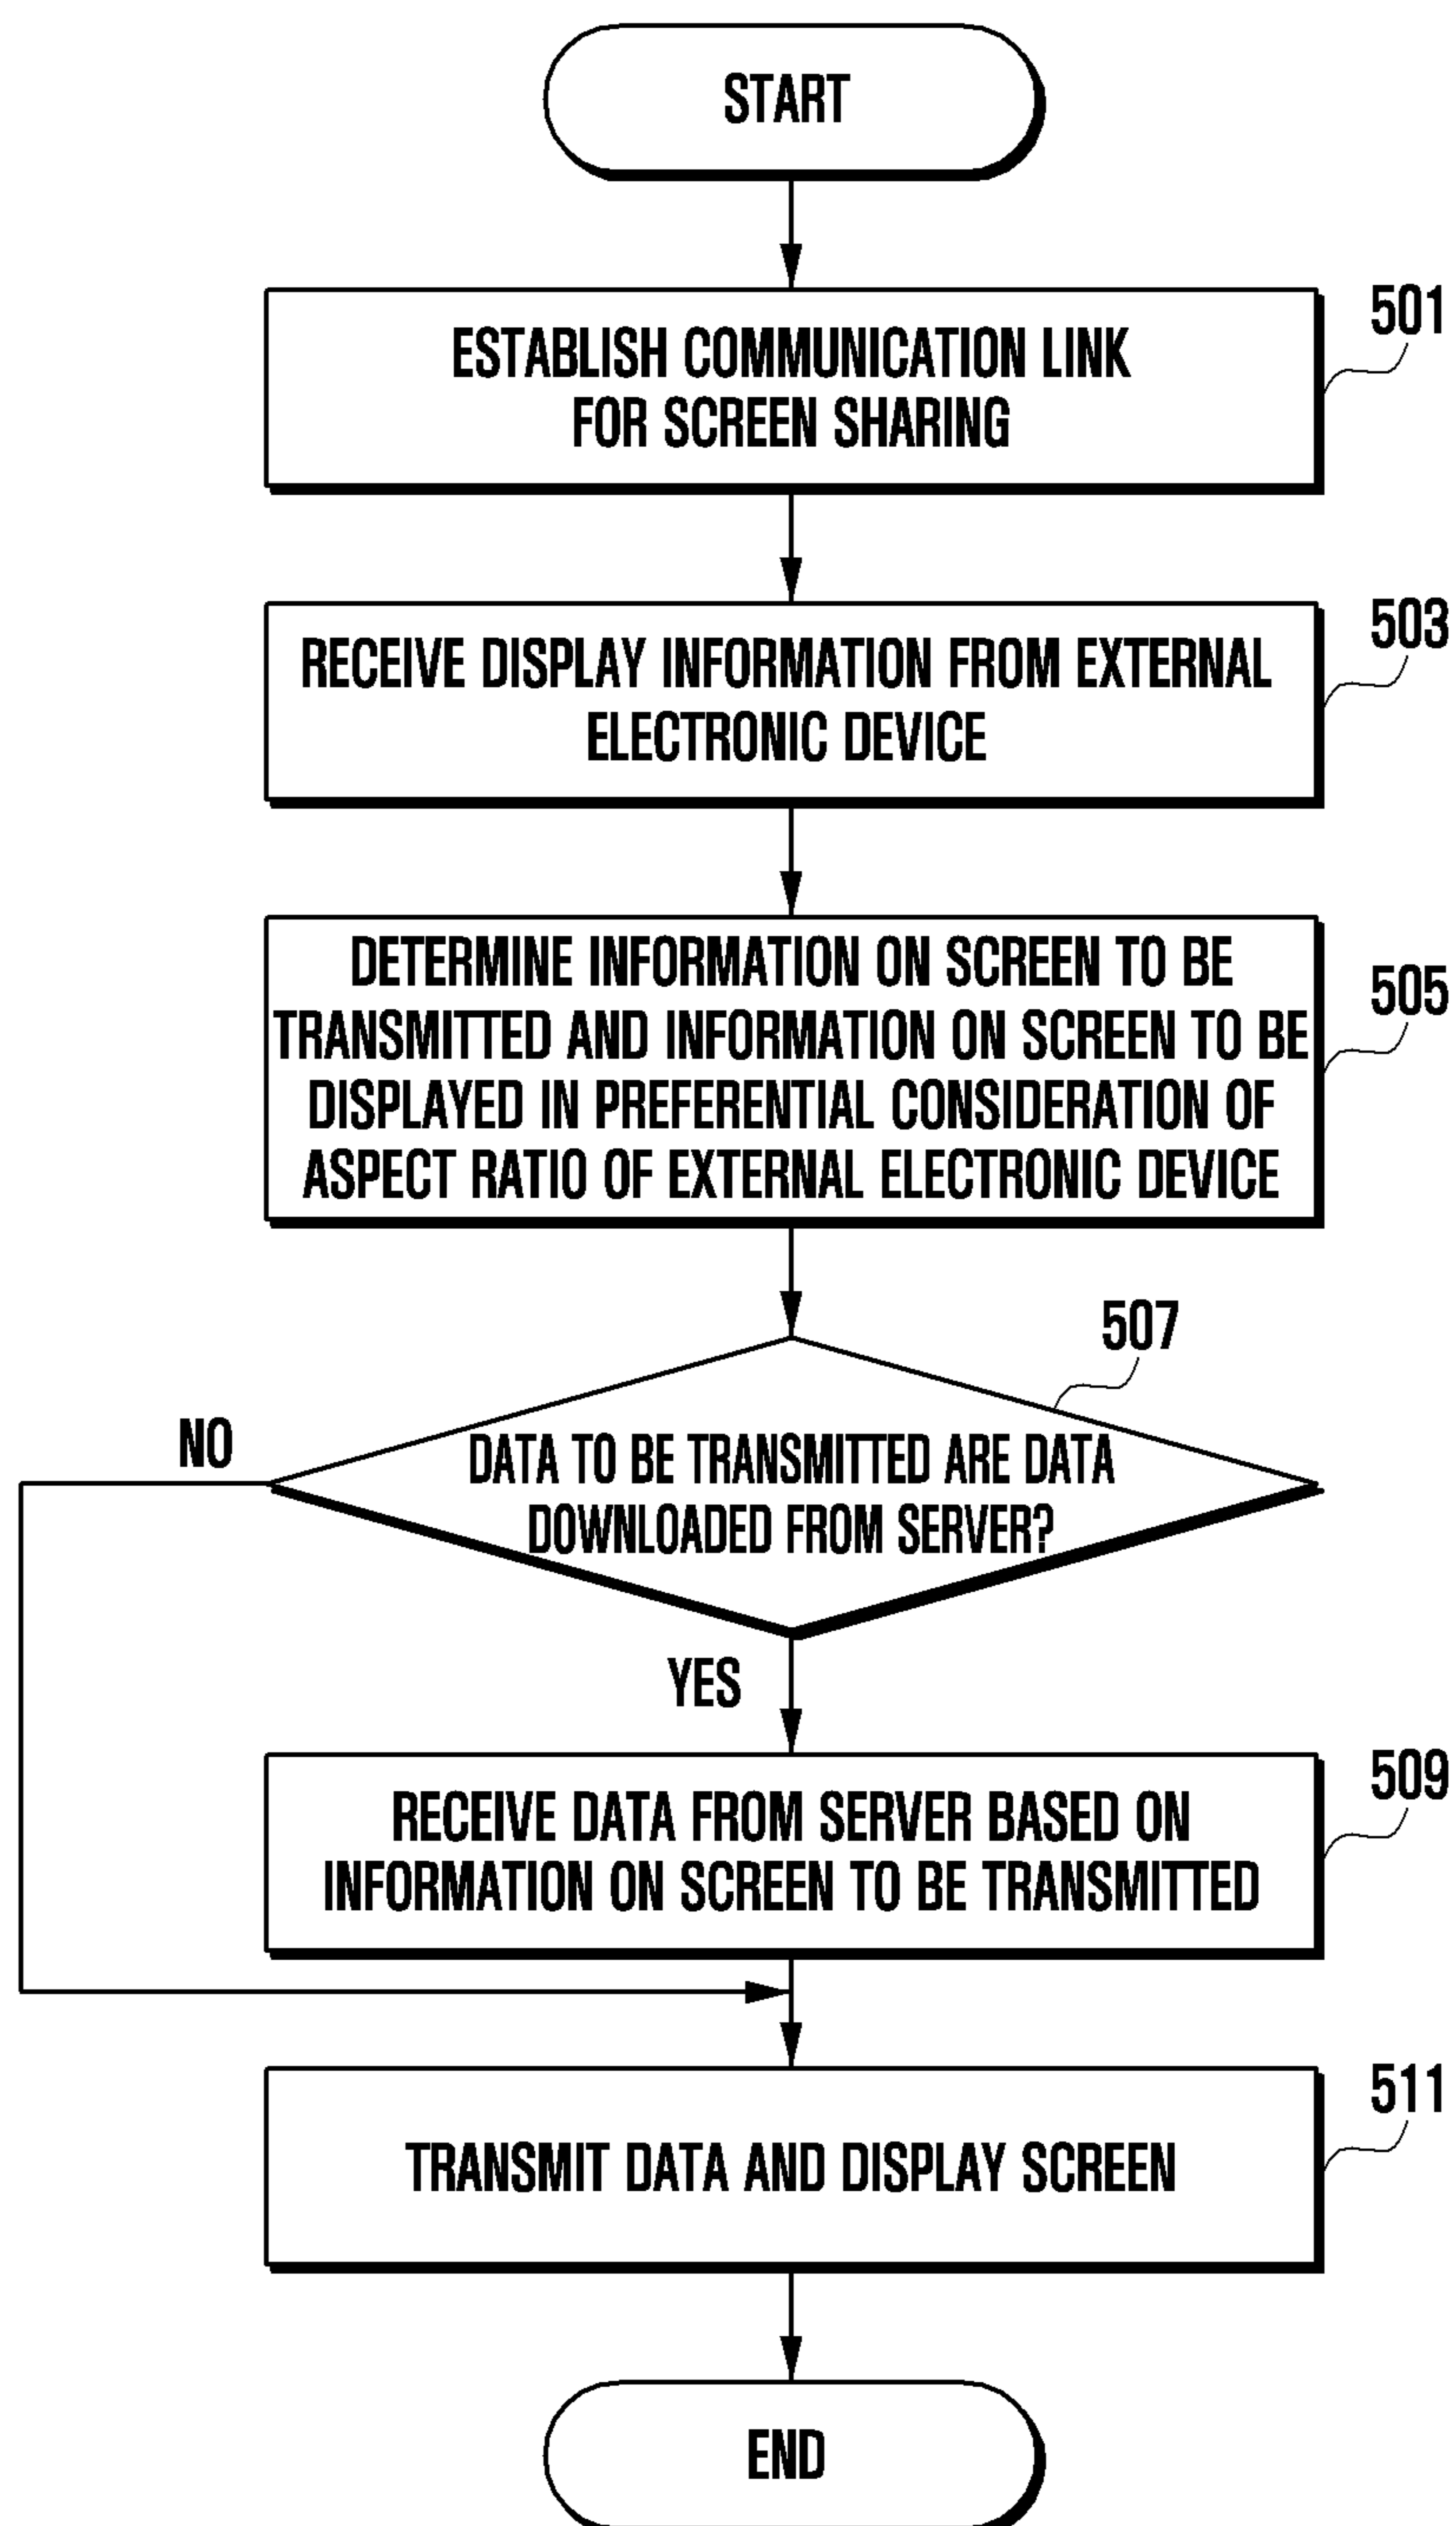 START
501
ESTABLISH COMMUNICATION LINK
FOR SCREEN SHARING
503
RECEIVE DISPLAY INFORMATION FROM EXTERNAL
ELECTRONIC DEVICE
505
DETERMINE INFORMATION ON SCREEN TO BE
TRANSMITTED AND INFORMATION ON SCREEN TO BE
DISPLAYED IN PREFERENTIAL CONSIDERATION OF
ASPECT RATIO OF EXTERNAL ELECTRONIC DEVICE
507
NO
DATA TO BE TRANSMITTED ARE DATA
DOWNLOADED FROM SERVER?
YES
509
RECEIVE DATA FROM SERVER BASED ON
INFORMATION ON SCREEN TO BE TRANSMITTED
511
TRANSMIT DATA AND DISPLAY SCREEN
END